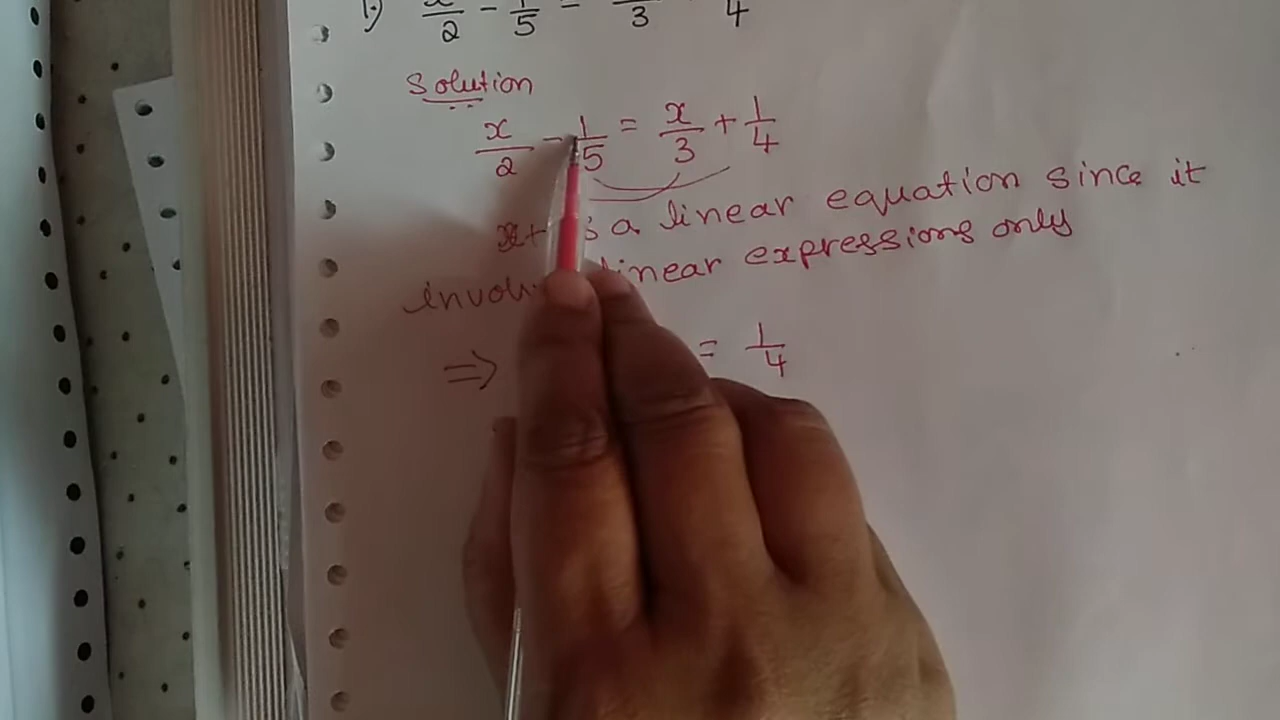 1.) x/2 - 1/5 = /3 /4
Solution
x/2 - 1/5 = x/3 + 1/4
is a linear equation since it
linear expressions only
⇒ = 1/4